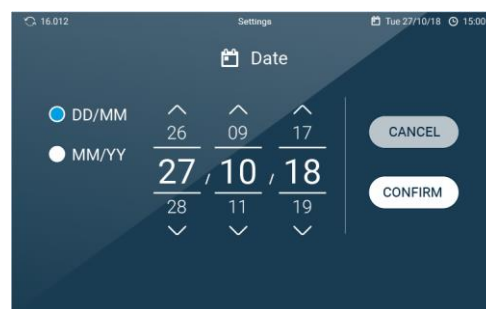 16.012 Settings Tue 27/10/18 15:00
Date
DD/MM
MM/YY
26 09 17
27 / 10 / 18
28 11 19
CANCEL
CONFIRM